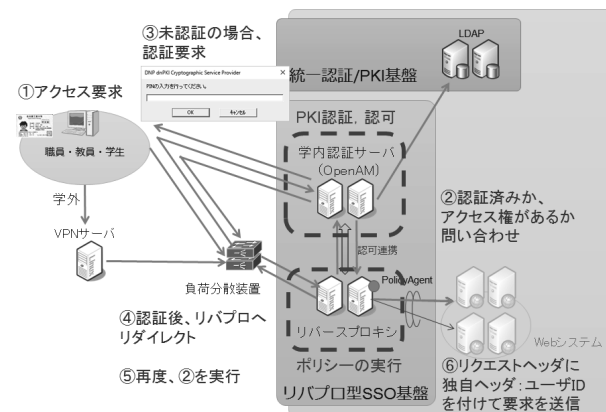 ③未認証の場合、
認証要求
DNP dnPKI Cryptographic Service Provider
PINの入力を行ってください。
OK
キャンセル
LDAP
統一認証/PKI基盤
①アクセス要求
職員・教員・学生
学外
VPNサーバ
PKI認証, 認可
学内認証サーバ
(OpenAM)
②認証済みか、
アクセス権があるか
問い合わせ
認可連携
負荷分散装置
PolicyAgent
リバースプロキシ
Webシステム
④認証後、リバプロへ
リダイレクト
⑤再度、②を実行
ポリシーの実行
リバプロ型SSO基盤
⑥リクエストヘッダに
独自ヘッダ:ユーザID
を付けて要求を送信